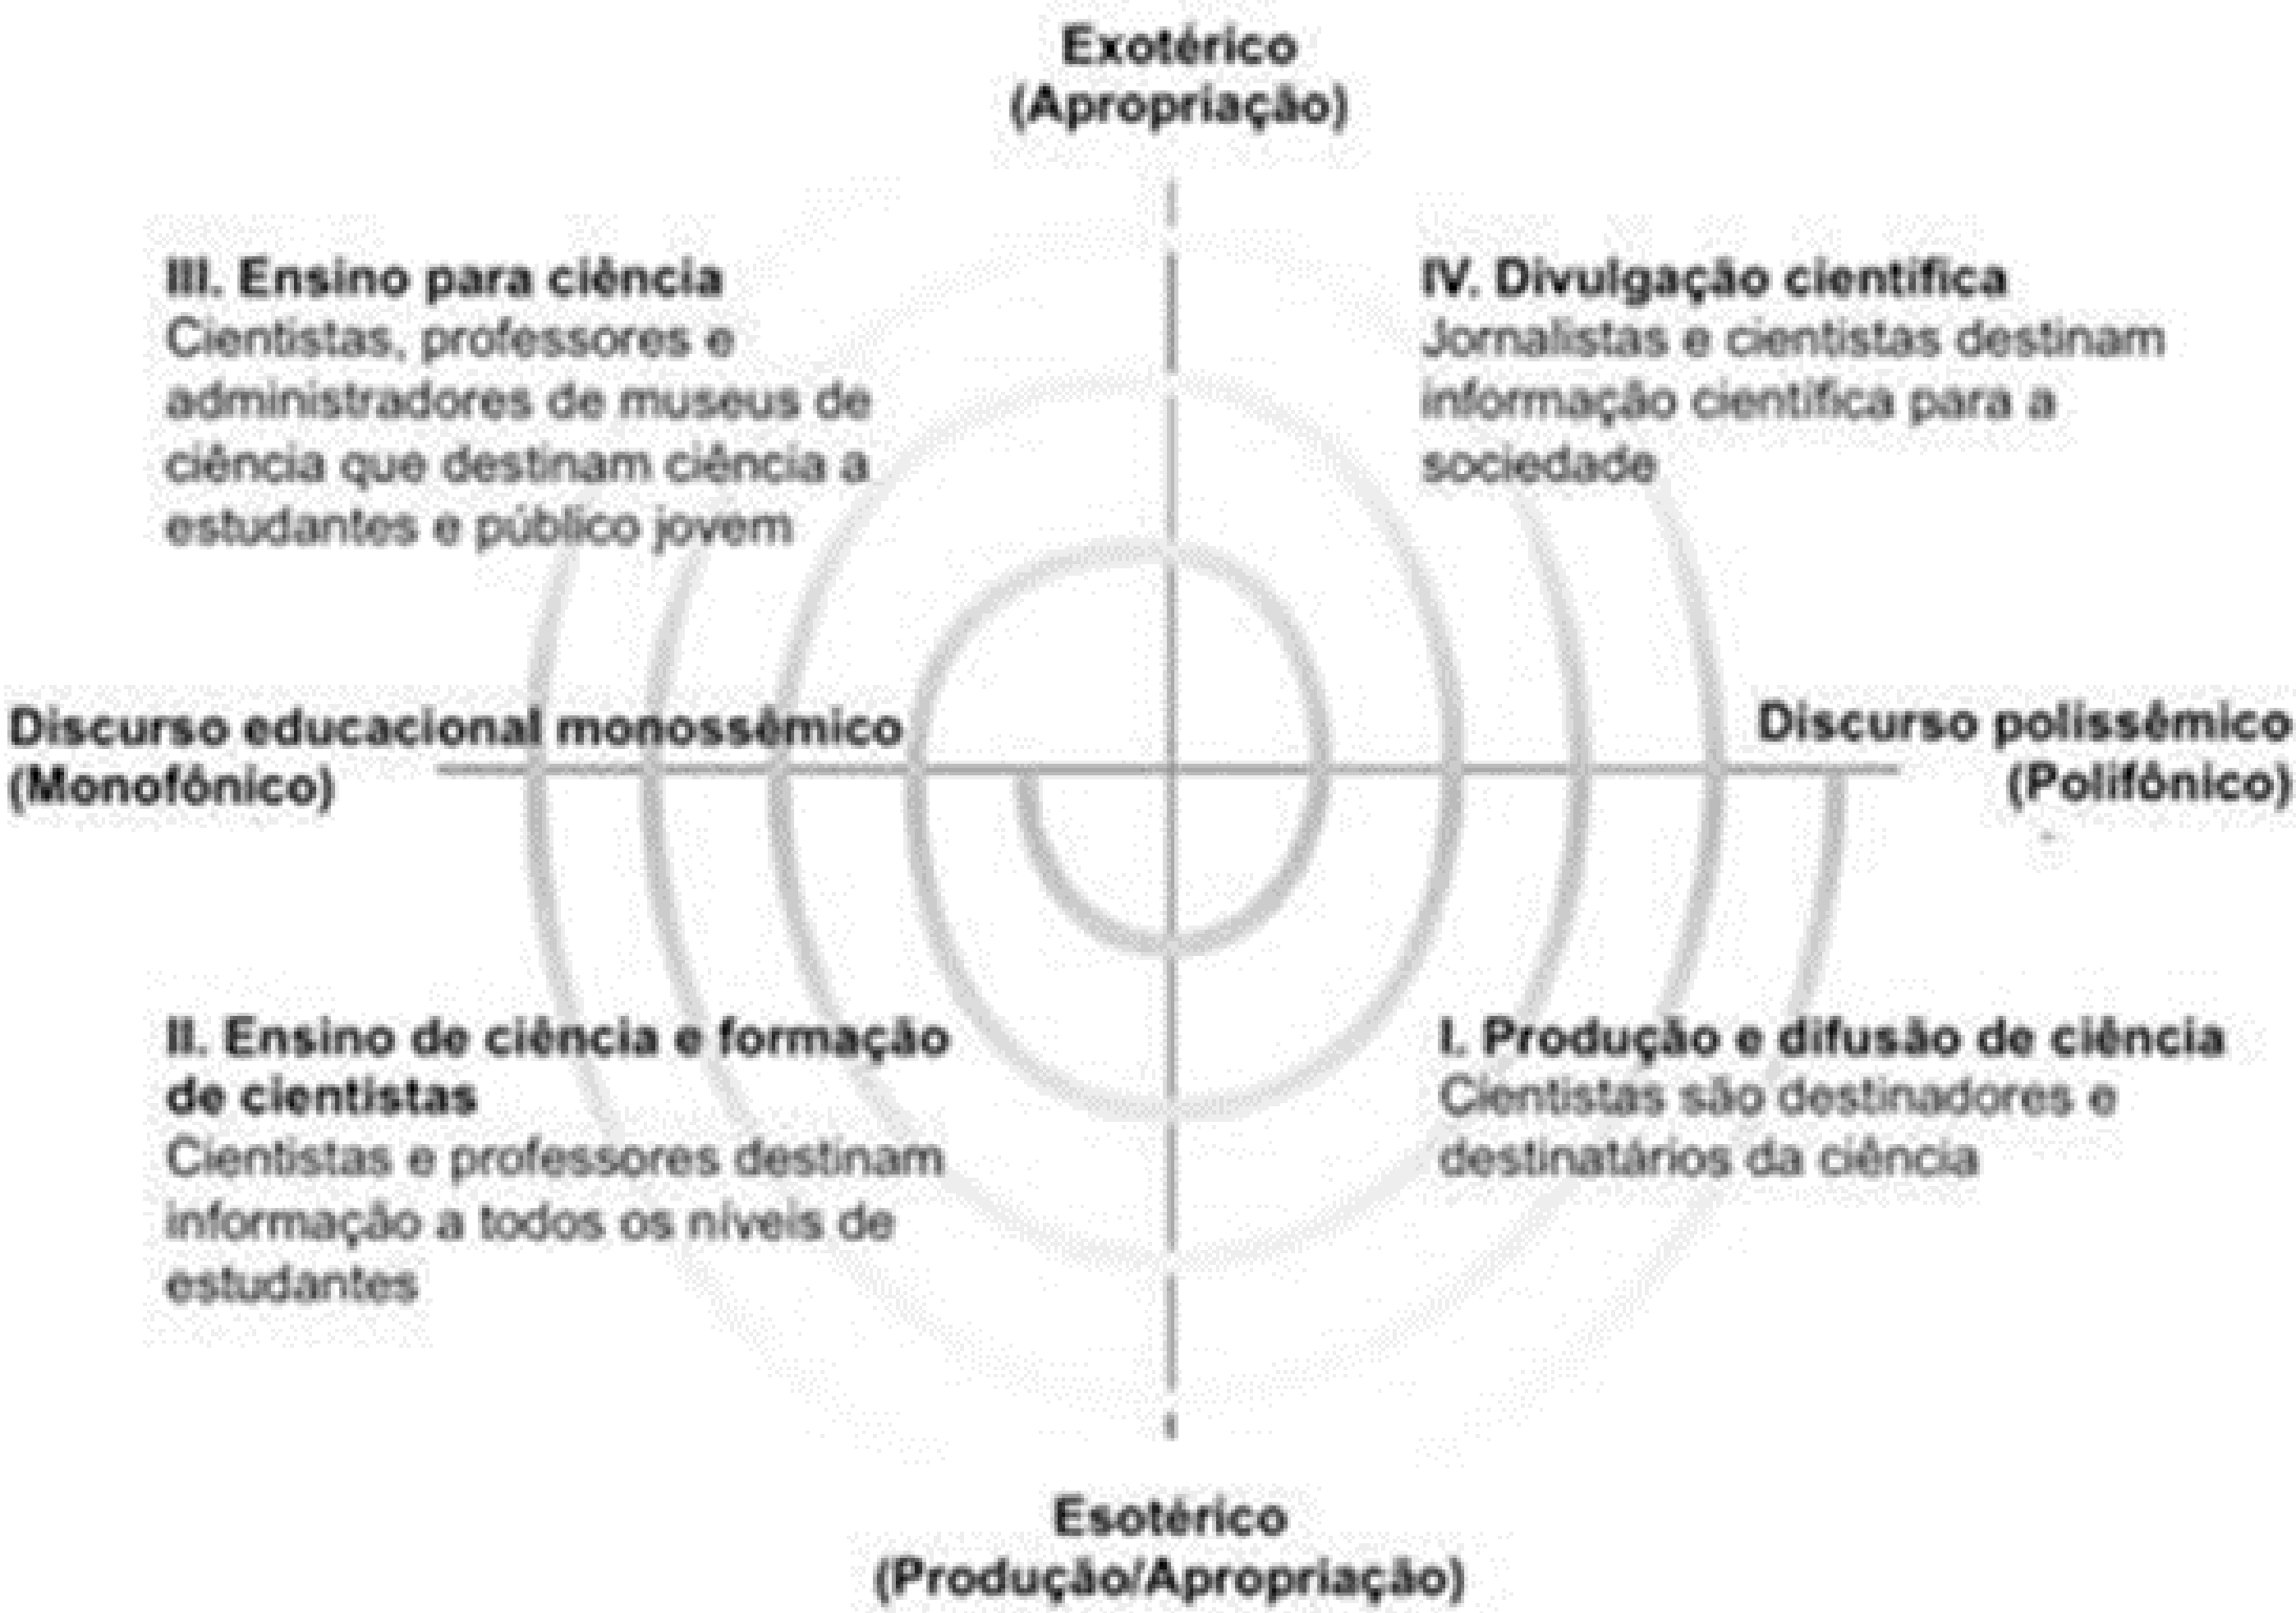 Exotérico
(Apropriação)
III. Ensino para ciência
Cientistas, professores e
administradores de museus de
ciência que destinam ciência a
estudantes e público jovem
IV. Divulgação científica
Jornalistas e cientistas destinam
informação científica para a
sociedade
Discurso educacional monossêmico
(Monofônico)
Discurso polissêmico
(Polifônico)
II. Ensino de ciência e formação
de cientistas
Cientistas e professores destinam
informação a todos os níveis de
estudantes
I. Produção e difusão de ciência
Cientistas são destinadores e
destinatários da ciência
Esotérico
(Produção/Apropriação)